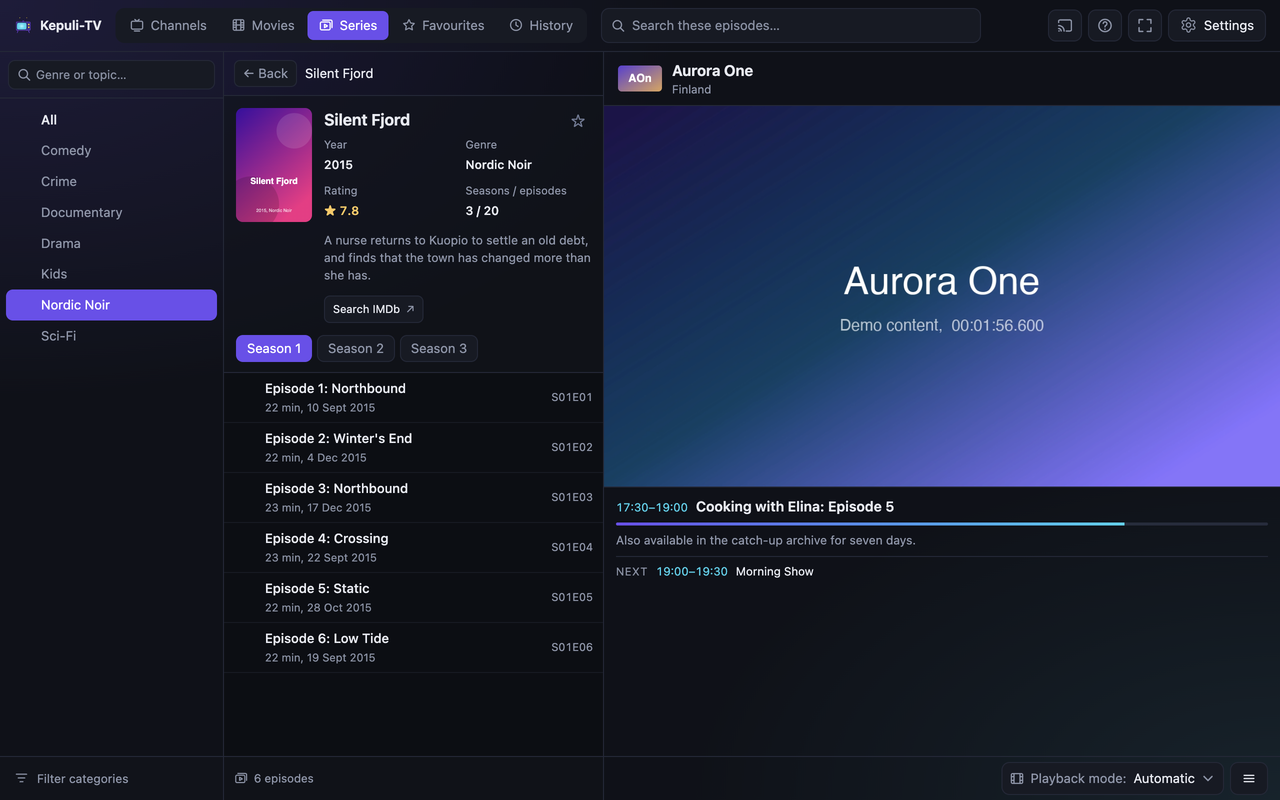 Kepuli-TV
Channels
Movies
Series
Favourites
History
Search these episodes...
Settings
Genre or topic...
All
Comedy
Crime
Documentary
Drama
Kids
Nordic Noir
Sci-Fi
Filter categories
Back
Silent Fjord
Silent Fjord
2015, Nordic Noir
Silent Fjord
Year
2015
Genre
Nordic Noir
Rating
7.8
Seasons / episodes
3 / 20
A nurse returns to Kuopio to settle an old debt,
and finds that the town has changed more than
she has.
Search IMDb
Season 1
Season 2
Season 3
Episode 1: Northbound
22 min, 10 Sept 2015
S01E01
Episode 2: Winter's End
22 min, 4 Dec 2015
S01E02
Episode 3: Northbound
23 min, 17 Dec 2015
S01E03
Episode 4: Crossing
23 min, 22 Sept 2015
S01E04
Episode 5: Static
22 min, 28 Oct 2015
S01E05
Episode 6: Low Tide
22 min, 19 Sept 2015
S01E06
6 episodes
AOn
Aurora One
Finland
Aurora One
Demo content, 00:01:56.600
17:30–19:00 Cooking with Elina: Episode 5
Also available in the catch-up archive for seven days.
NEXT 19:00–19:30 Morning Show
Playback mode: Automatic